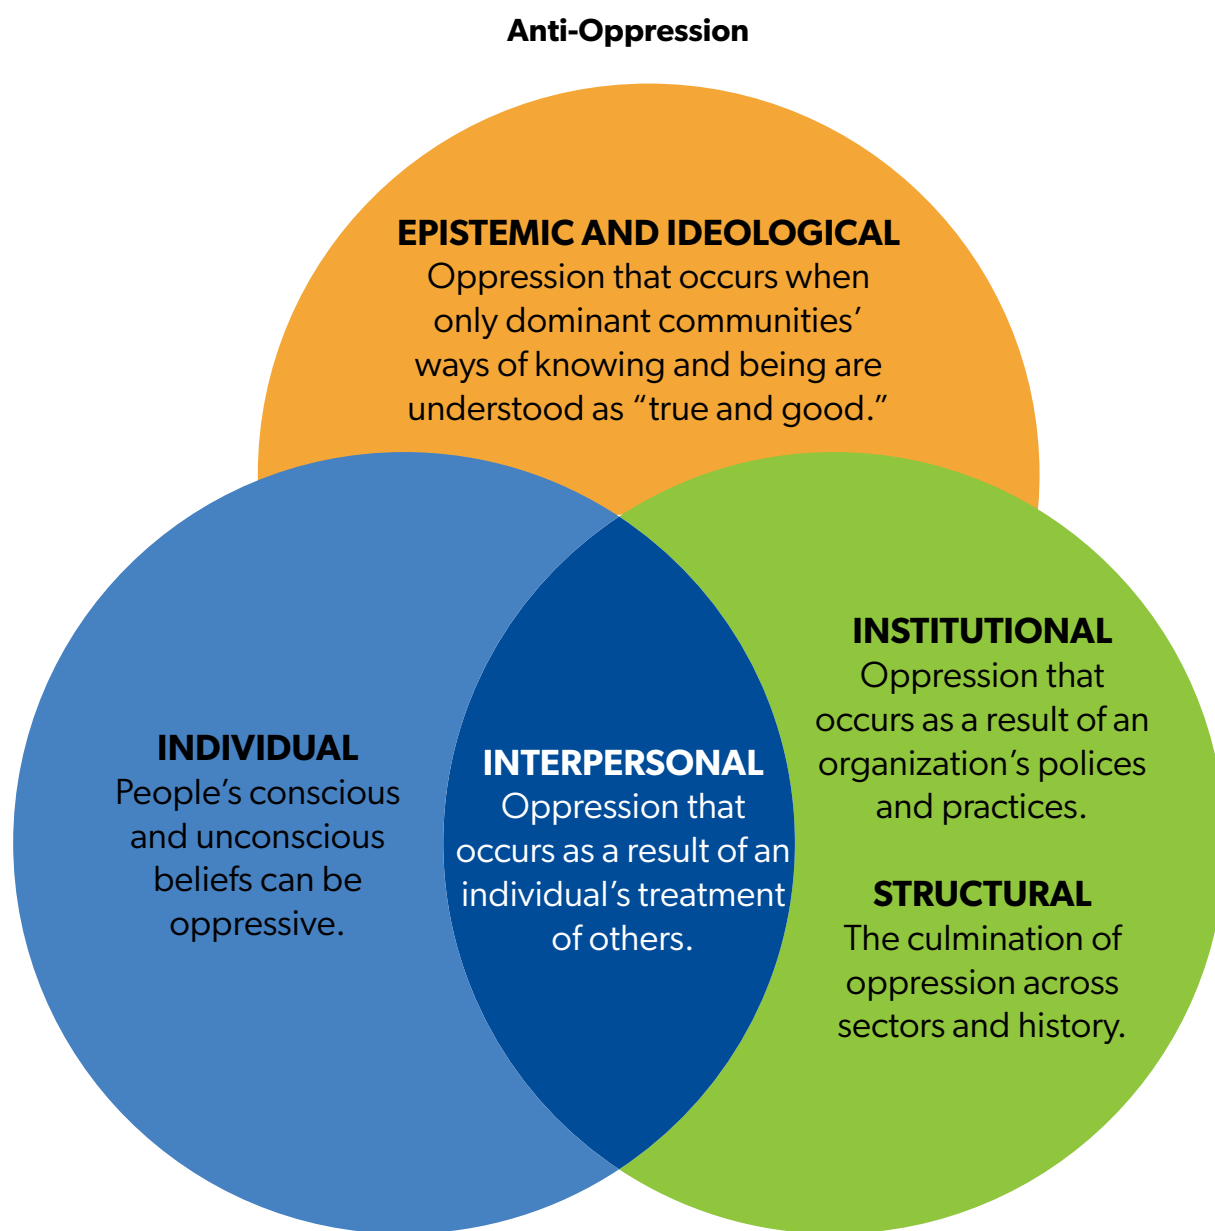 Anti-Oppression
EPISTEMIC AND IDEOLOGICAL
Oppression that occurs when
only dominant communities’
ways of knowing and being are
understood as “true and good.”
INDIVIDUAL
People’s conscious
and unconscious
beliefs can be
oppressive.
INTERPERSONAL
Oppression that
occurs as a result of an
individual’s treatment
of others.
INSTITUTIONAL
Oppression that
occurs as a result of an
organization’s polices
and practices.
STRUCTURAL
The culmination of
oppression across
sectors and history.